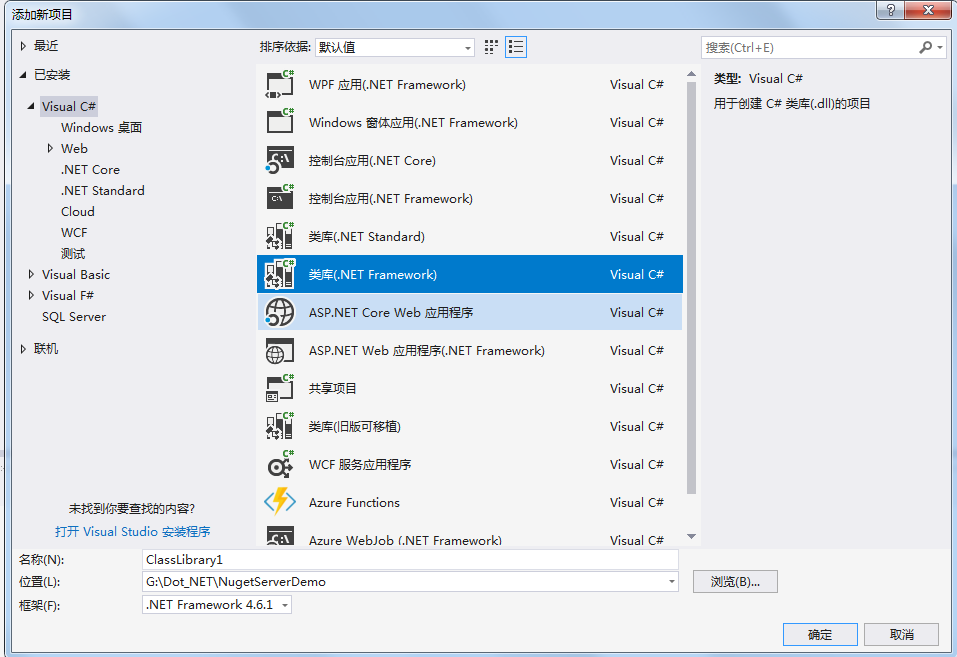 添加新项目
最近
已安装
Visual C#
Windows 桌面
Web
.NET Core
.NET Standard
Cloud
WCF
测试
Visual Basic
Visual F#
SQL Server
联机
未找到你要查找的内容?
打开 Visual Studio 安装程序
排序依据: 默认值
WPF 应用(.NET Framework) Visual C#
Windows 窗体应用(.NET Framework) Visual C#
控制台应用(.NET Core) Visual C#
控制台应用(.NET Framework) Visual C#
类库(.NET Standard) Visual C#
类库(.NET Framework) Visual C#
ASP.NET Core Web 应用程序 Visual C#
ASP.NET Web 应用程序(.NET Framework) Visual C#
共享项目 Visual C#
类库(旧版可移植) Visual C#
WCF 服务应用程序 Visual C#
Azure Functions Visual C#
Azure WebJob (.NET Framework) Visual C#
搜索(Ctrl+E)
类型: Visual C#
用于创建 C# 类库(.dll)的项目
名称(N): ClassLibrary1
位置(L): G:\Dot_NET\NugetServerDemo 浏览(B)...
框架(F): .NET Framework 4.6.1
确定 取消